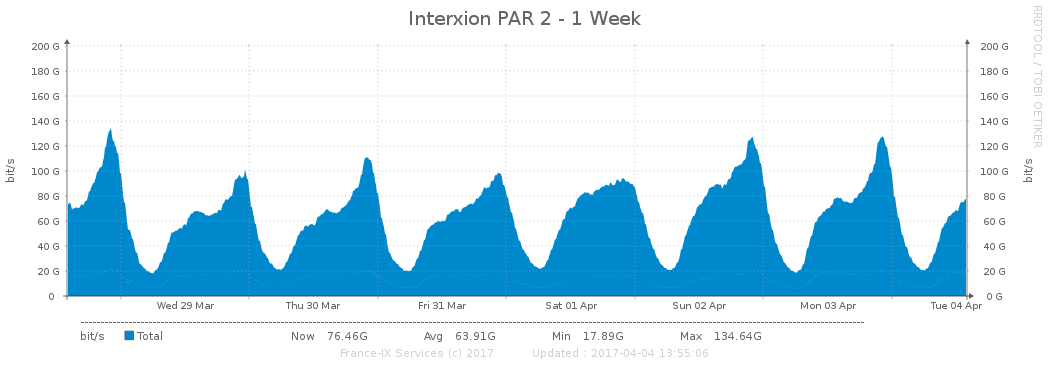 Interxion PAR 2 - 1 Week
RRDTOOL / TOBI OETIKER
bit/s
200 G 200 G
180 G 180 G
160 G 160 G
140 G 140 G
120 G 120 G
100 G 100 G
80 G 80 G
60 G 60 G
40 G 40 G
20 G 20 G
0 0 G
bit/s
Wed 29 Mar Thu 30 Mar Fri 31 Mar Sat 01 Apr Sun 02 Apr Mon 03 Apr Tue 04 Apr
bit/s Total Now 76.46G Avg 63.91G Min 17.89G Max 134.64G
France-IX Services (c) 2017 Updated : 2017-04-04 13:55:06